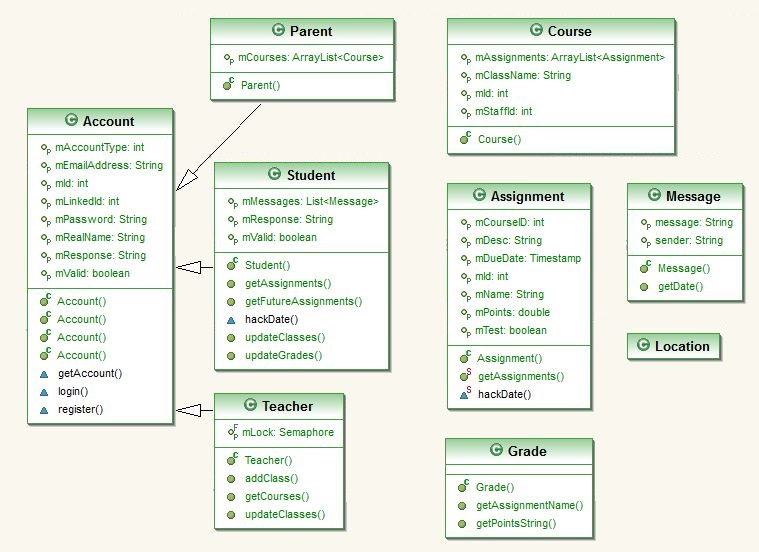 Parent
mCourses: ArrayList<Course>
Parent()
Course
mAssignments: ArrayList<Assignment>
mClassName: String
mId: int
mStaffId: int
Course()
Account
mAccountType: int
mEmailAddress: String
mId: int
mLinkedId: int
mPassword: String
mRealName: String
mResponse: String
mValid: boolean
Account()
Account()
Account()
Account()
getAccount()
login()
register()
Student
mMessages: List<Message>
mResponse: String
mValid: boolean
Student()
getAssignments()
getFutureAssignments()
hackDate()
updateClasses()
updateGrades()
Assignment
mCourseID: int
mDesc: String
mDueDate: Timestamp
mId: int
mName: String
mPoints: double
mTest: boolean
Assignment()
getAssignments()
hackDate()
Message
message: String
sender: String
Message()
getDate()
Location
Teacher
mLock: Semaphore
Teacher()
addClass()
getCourses()
updateClasses()
Grade
Grade()
getAssignmentName()
getPointsString()